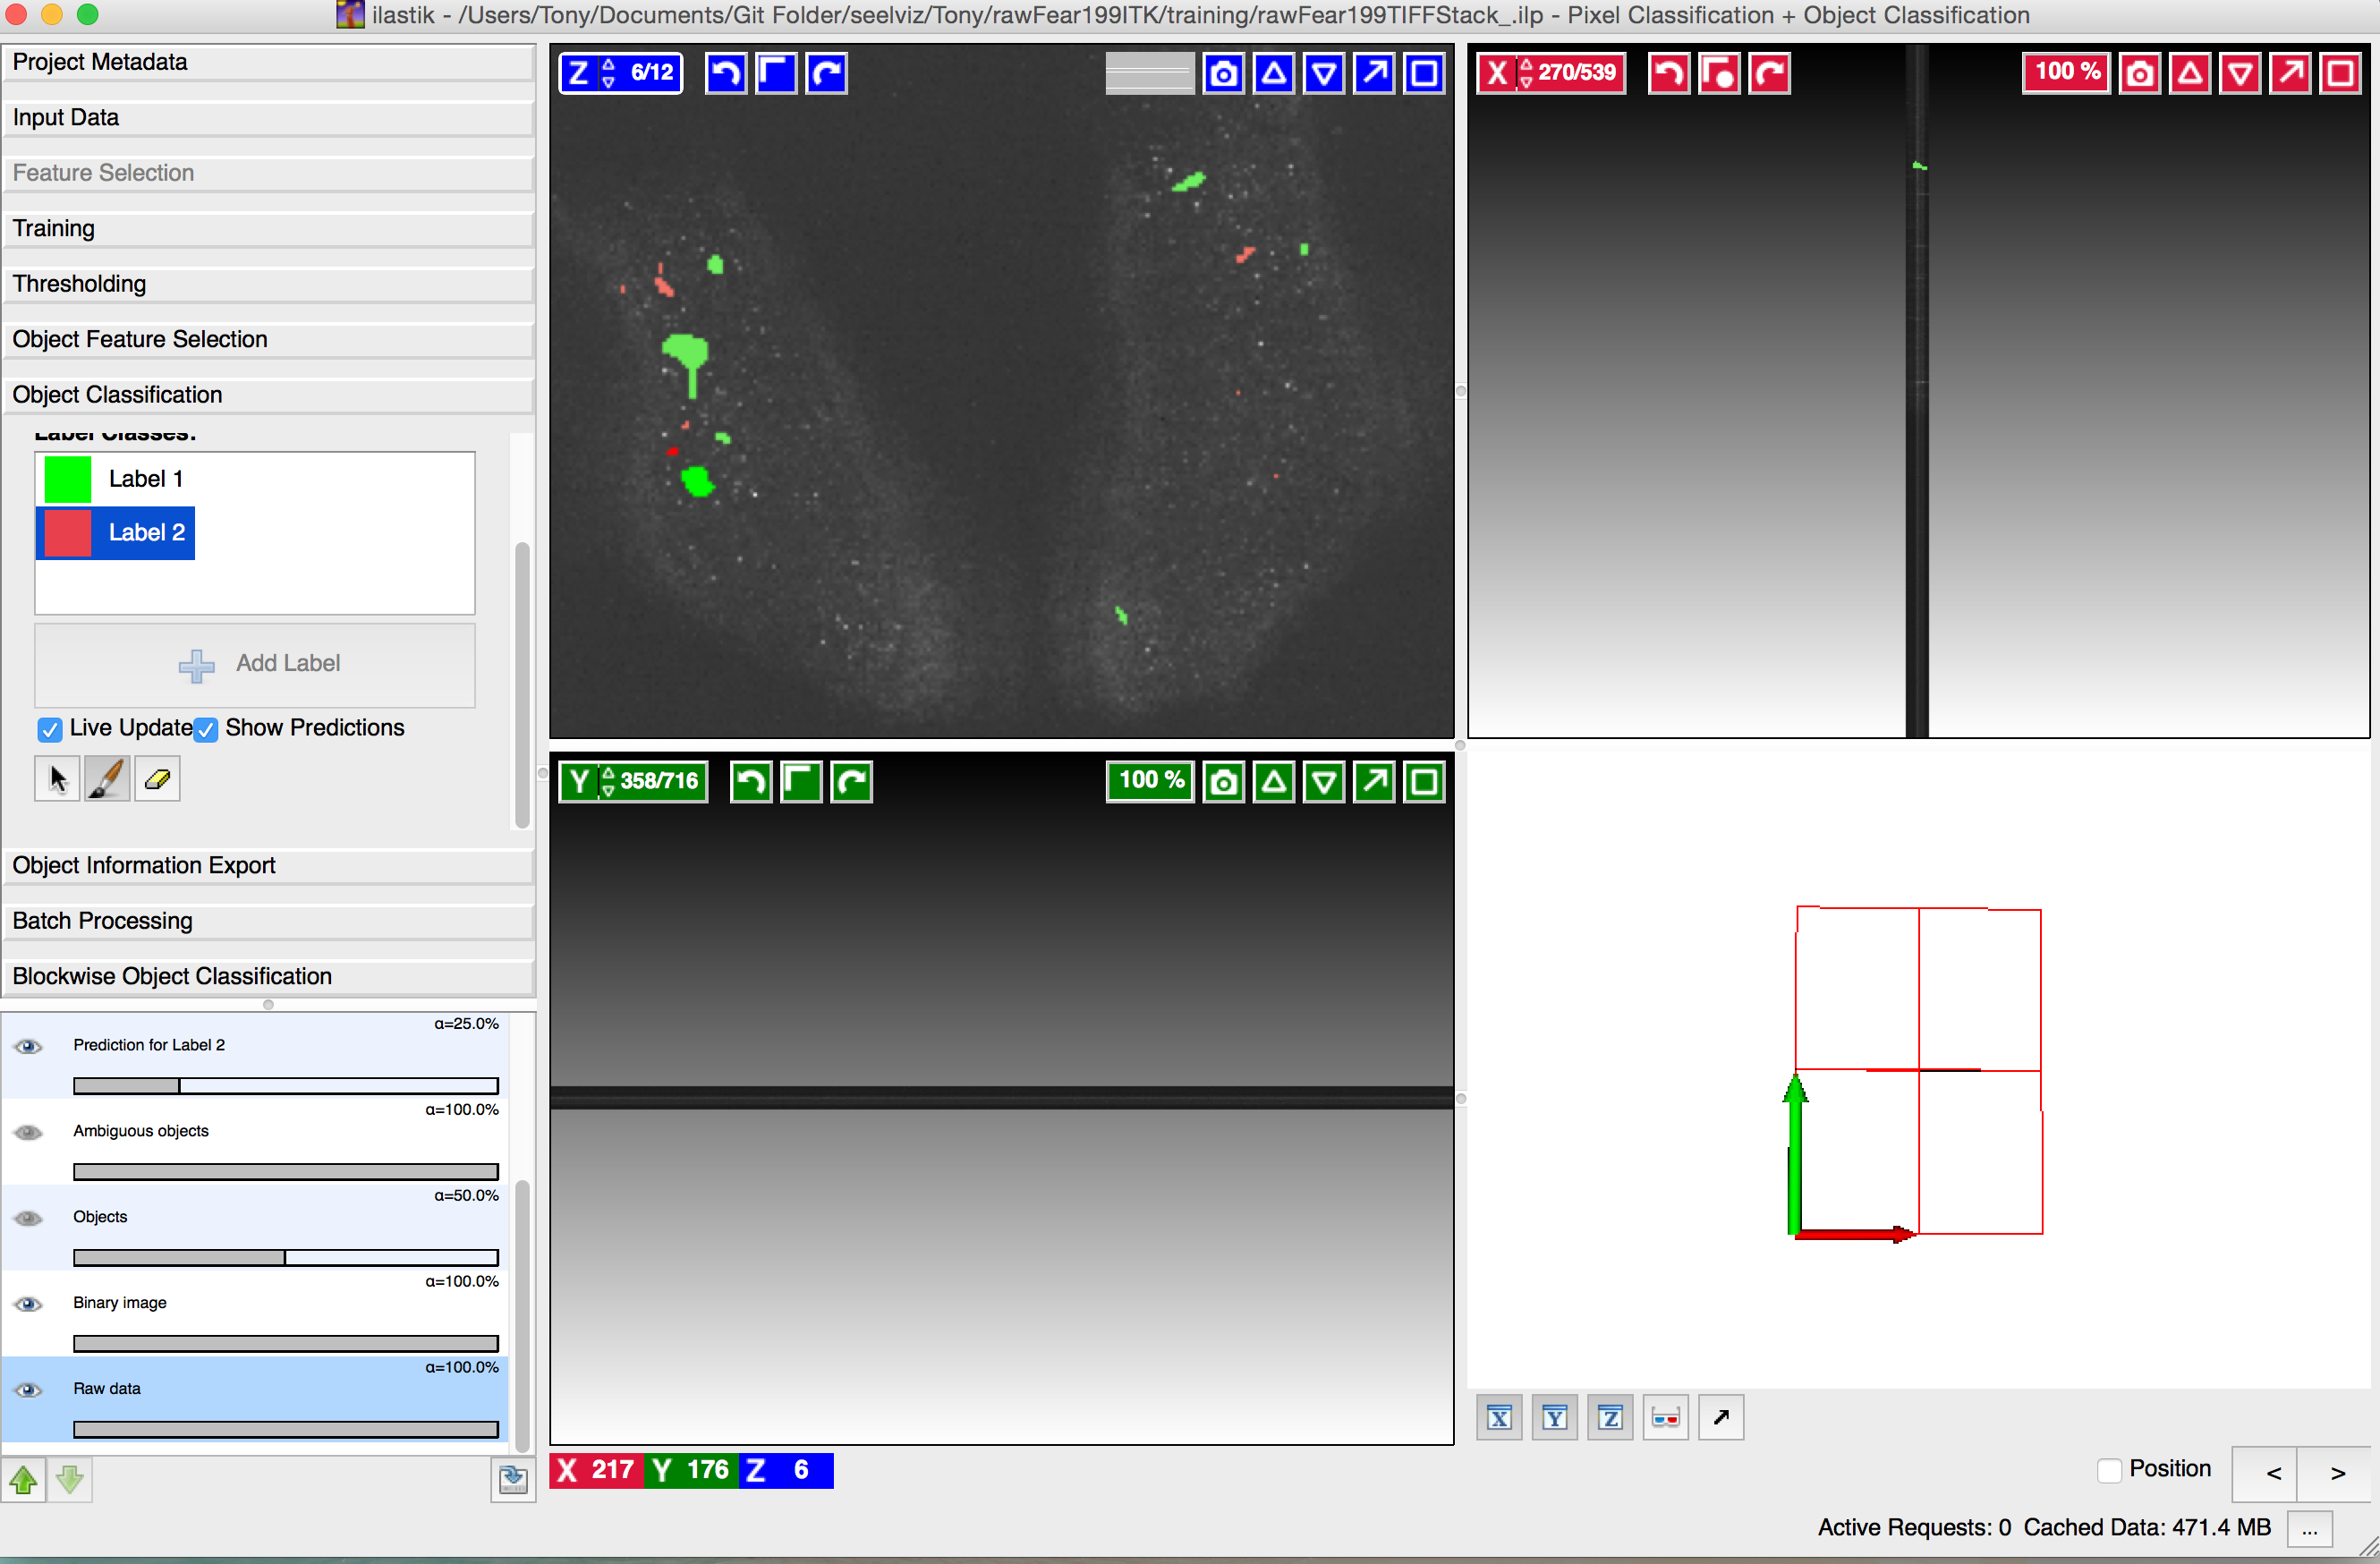 ilastik - /Users/Tony/Documents/Git Folder/seelviz/Tony/rawFear199ITK/training/rawFear199TIFFStack_.ilp - Pixel Classification + Object Classification
Project Metadata
Input Data
Feature Selection
Training
Thresholding
Object Feature Selection
Object Classification
Label Classes:
Label 1
Label 2
Add Label
Live Update Show Predictions
Object Information Export
Batch Processing
Blockwise Object Classification
α=25.0%
Prediction for Label 2
α=100.0%
Ambiguous objects
α=50.0%
Objects
α=100.0%
Binary image
α=100.0%
Raw data
Z 6/12
X 270/539
100 %
Y 358/716
100 %
X Y Z
X 217 Y 176 Z 6
Position < >
Active Requests: 0 Cached Data: 471.4 MB ...